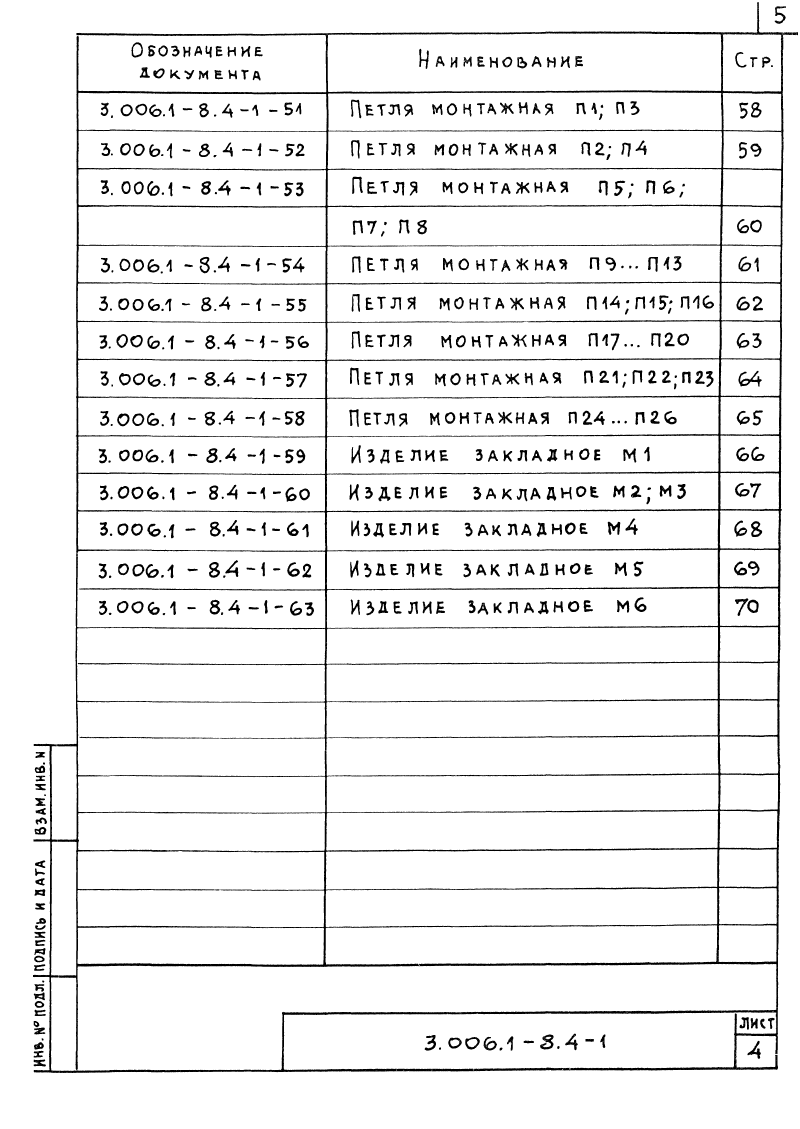 5
Обозначение документа Наименование Стр.
3.006.1-8.4-1-51 Петля монтажная П1; П3 58
3.006.1-8.4-1-52 Петля монтажная П2; П4 59
3.006.1-8.4-1-53 Петля монтажная П5; П6;
П7; П8 60
3.006.1-8.4-1-54 Петля монтажная П9...П13 61
3.006.1-8.4-1-55 Петля монтажная П14; П15; П16 62
3.006.1-8.4-1-56 Петля монтажная П17...П20 63
3.006.1-8.4-1-57 Петля монтажная П21; П22; П23 64
3.006.1-8.4-1-58 Петля монтажная П24...П26 65
3.006.1-8.4-1-59 Изделие закладное М1 66
3.006.1-8.4-1-60 Изделие закладное М2; М3 67
3.006.1-8.4-1-61 Изделие закладное М4 68
3.006.1-8.4-1-62 Изделие закладное М5 69
3.006.1-8.4-1-63 Изделие закладное М6 70
Взам. инв. N
Подпись и дата
Инв. № подл.
3.006.1-8.4-1
Лист
4